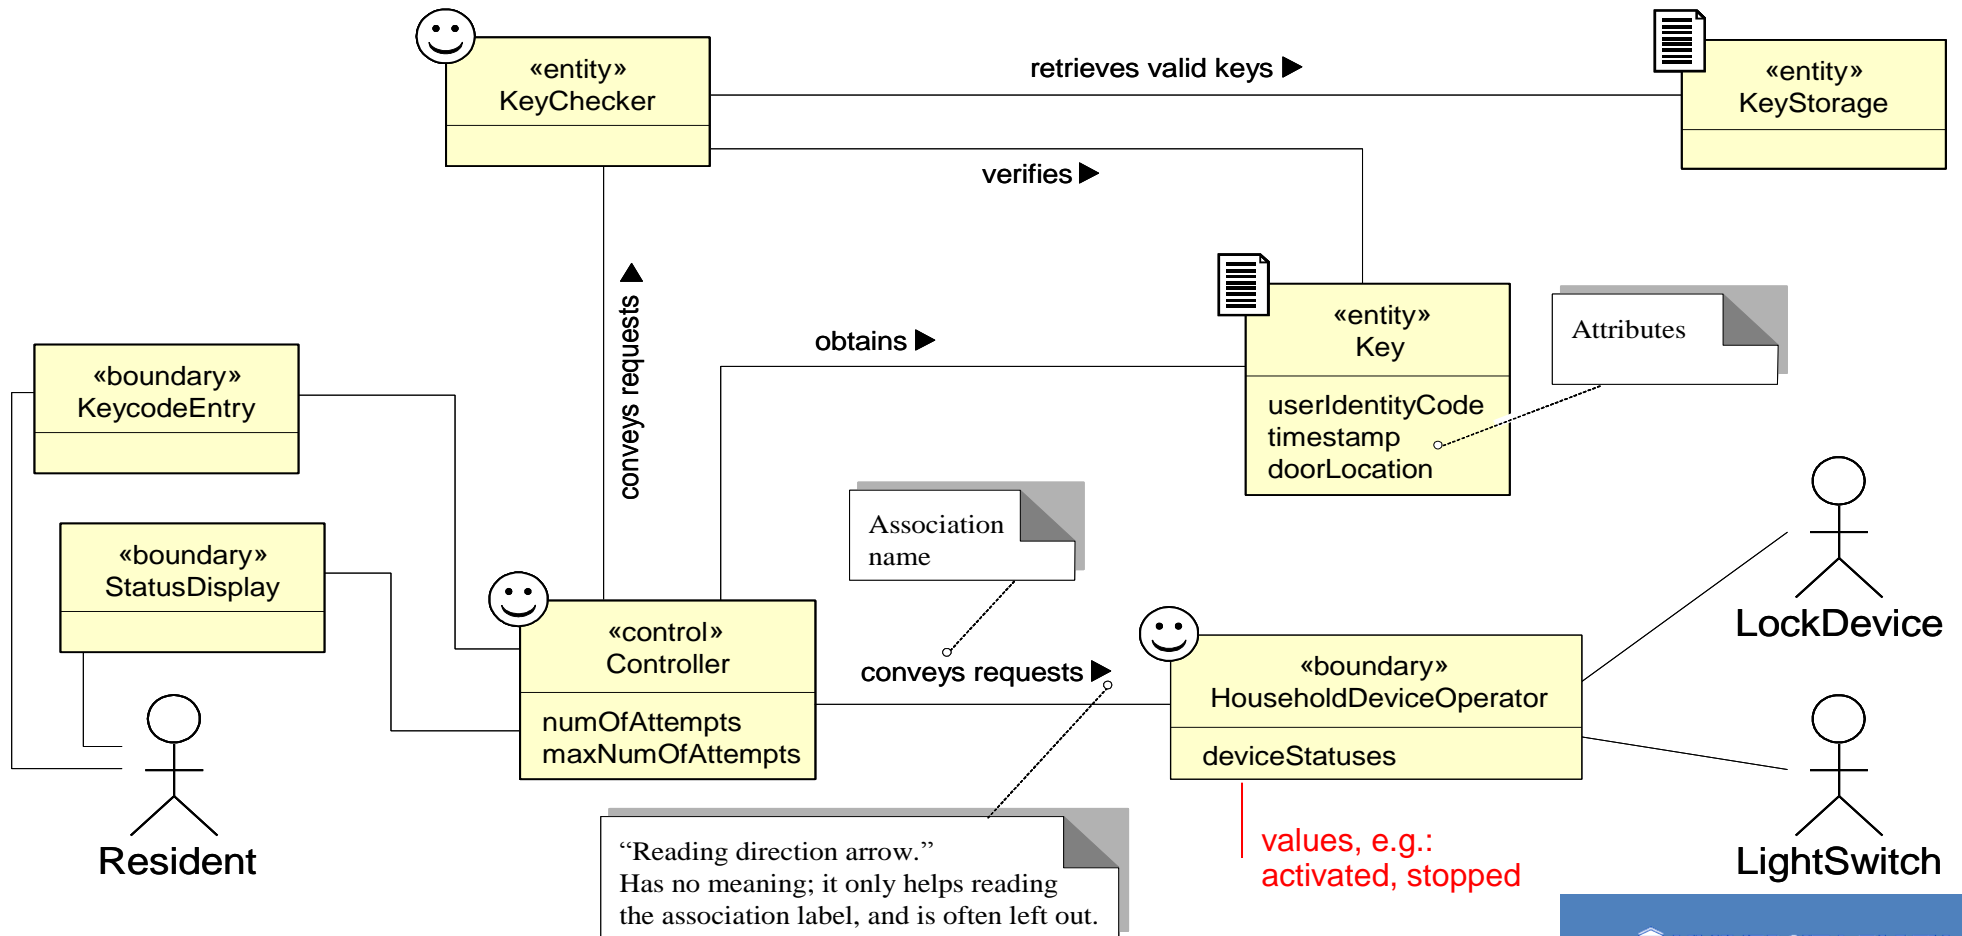 «entity»
KeyChecker
retrieves valid keys ►
«entity»
KeyStorage
verifies ►
conveys requests ►
obtains ►
«entity»
Key
userIdentityCode
timestamp
doorLocation
Attributes
«boundary»
KeycodeEntry
«boundary»
StatusDisplay
Association
name
«control»
Controller
numOfAttempts
maxNumOfAttempts
conveys requests ►
«boundary»
HouseholdDeviceOperator
deviceStatuses
LockDevice
LightSwitch
Resident
“Reading direction arrow.”
Has no meaning; it only helps reading
the association label, and is often left out.
values, e.g.:
activated, stopped